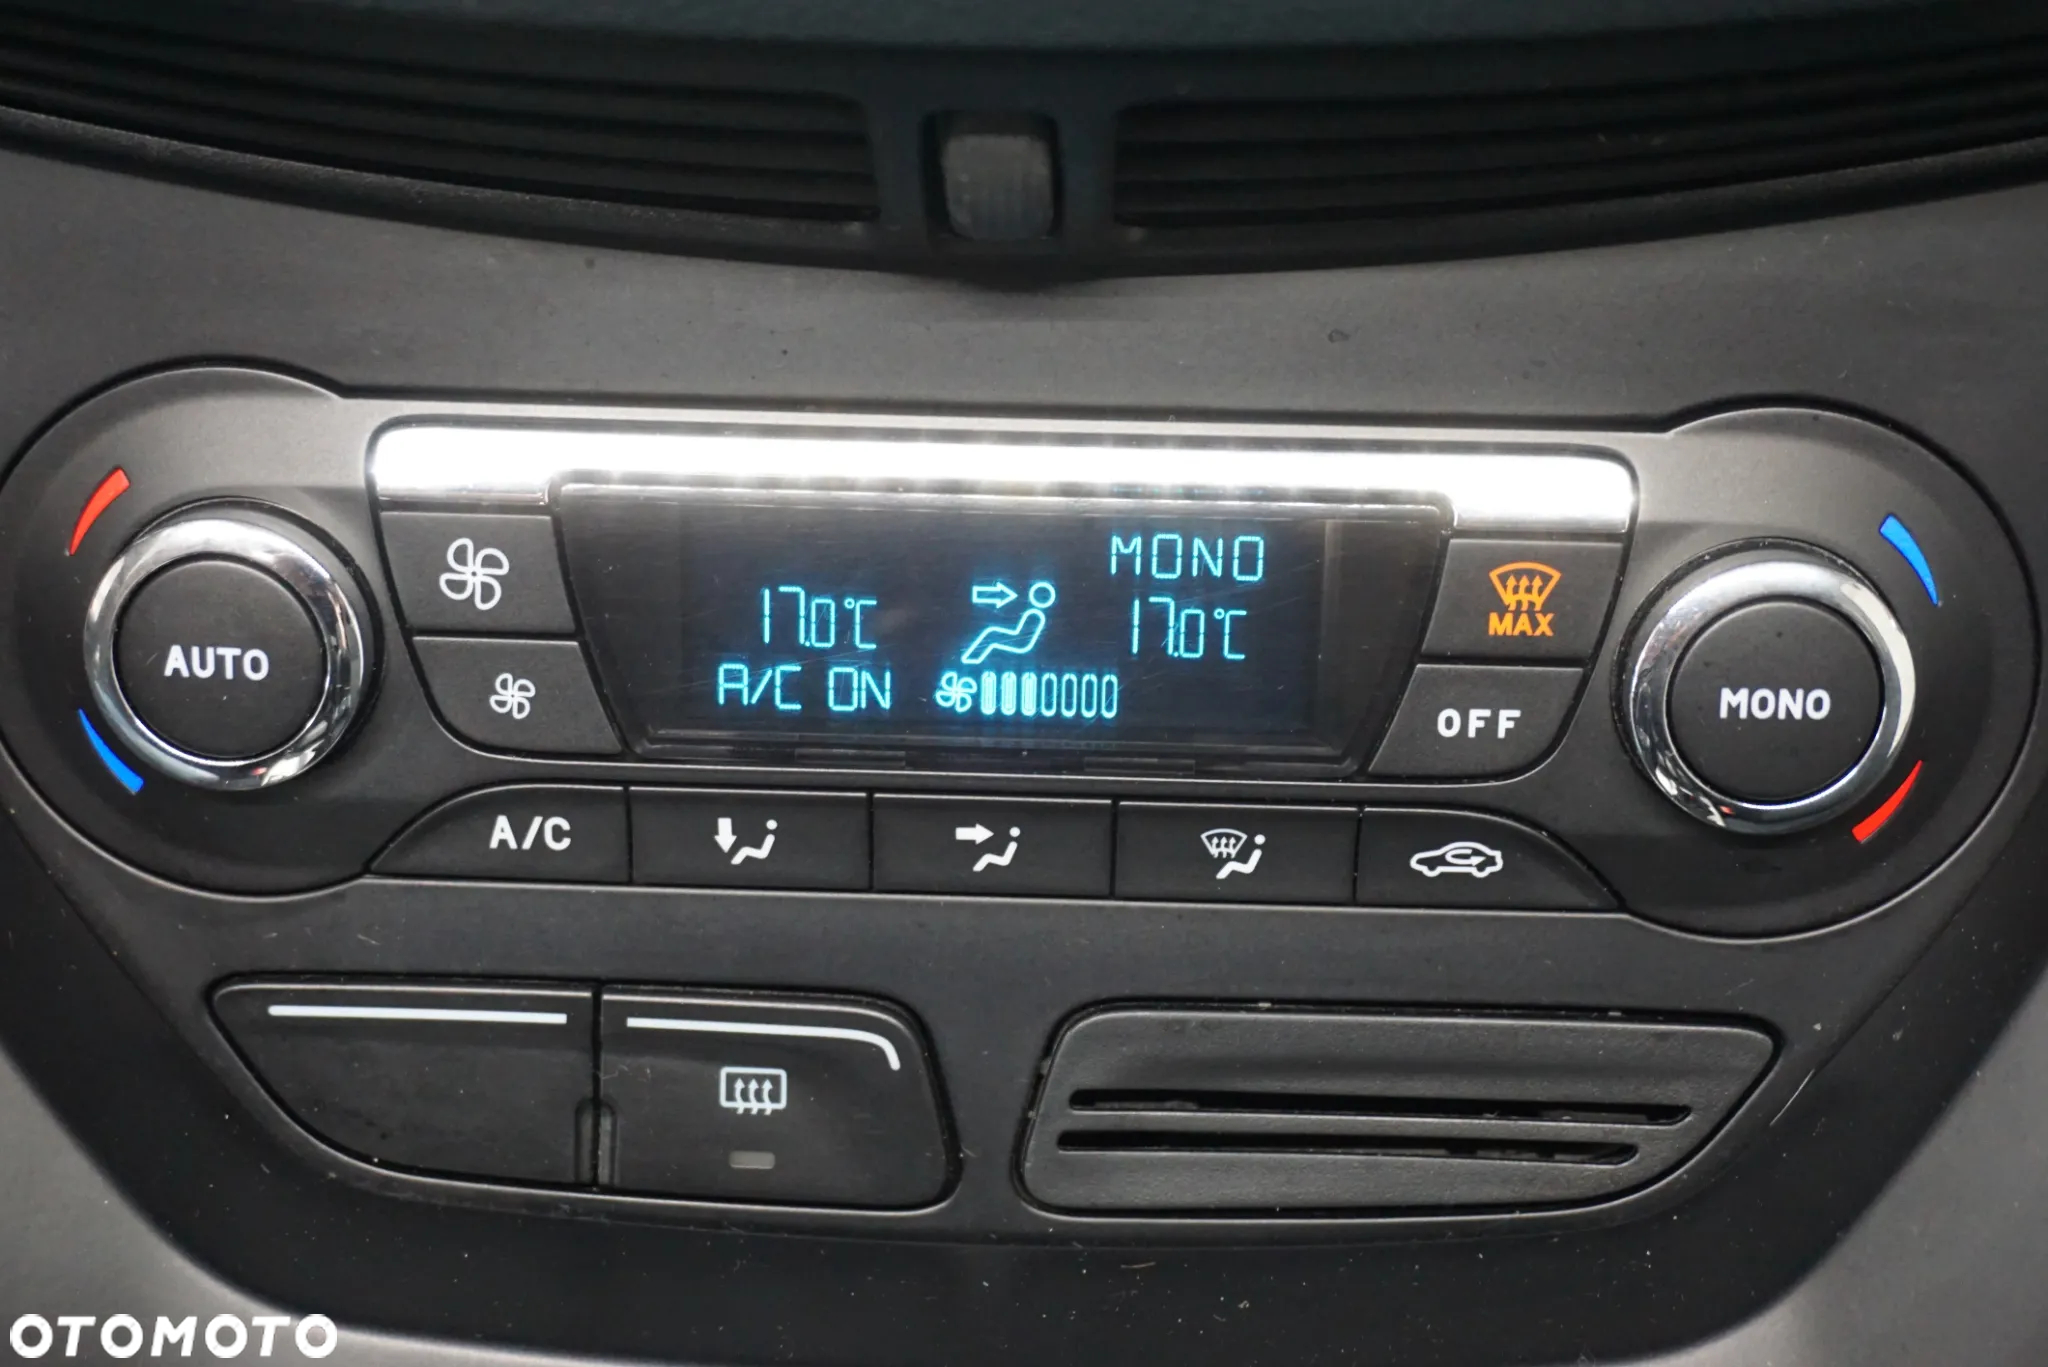 MONO
17.0°C 17.0°C
A/C ON
MAX
AUTO
OFF
MONO
A/C
OTOMOTO